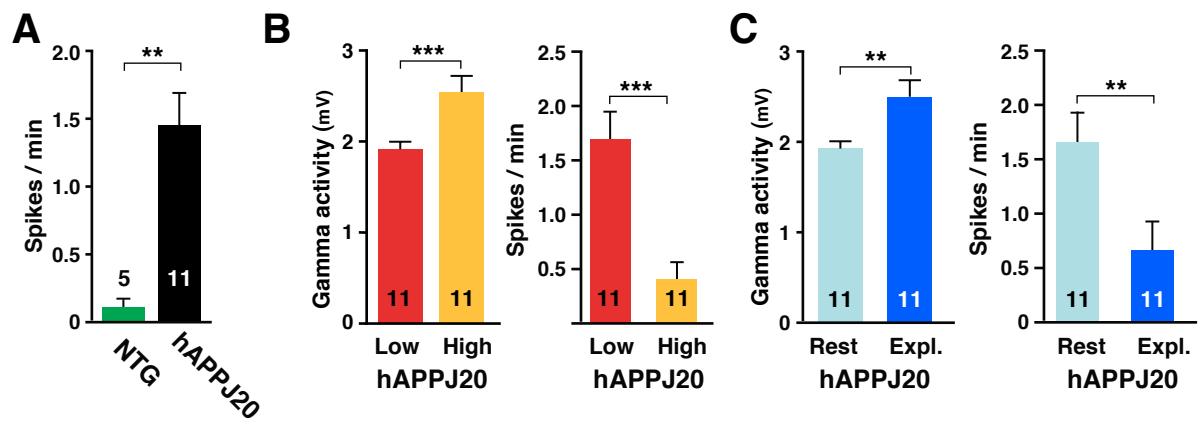 A
Spikes / min
2.0
1.5
1.0
0.5
0
**
5
11
NTG
hAPPJ20
B
Gamma activity (mV)
3
2
1
0
***
11
11
Low
High
hAPPJ20
Spikes / min
2.5
2.0
1.5
1.0
0.5
***
11
11
Low
High
hAPPJ20
C
Gamma activity (mV)
3
2
1
0
**
11
11
Rest
Expl.
hAPPJ20
Spikes / min
2.5
2.0
1.5
1.0
0.5
0
**
11
11
Rest
Expl.
hAPPJ20